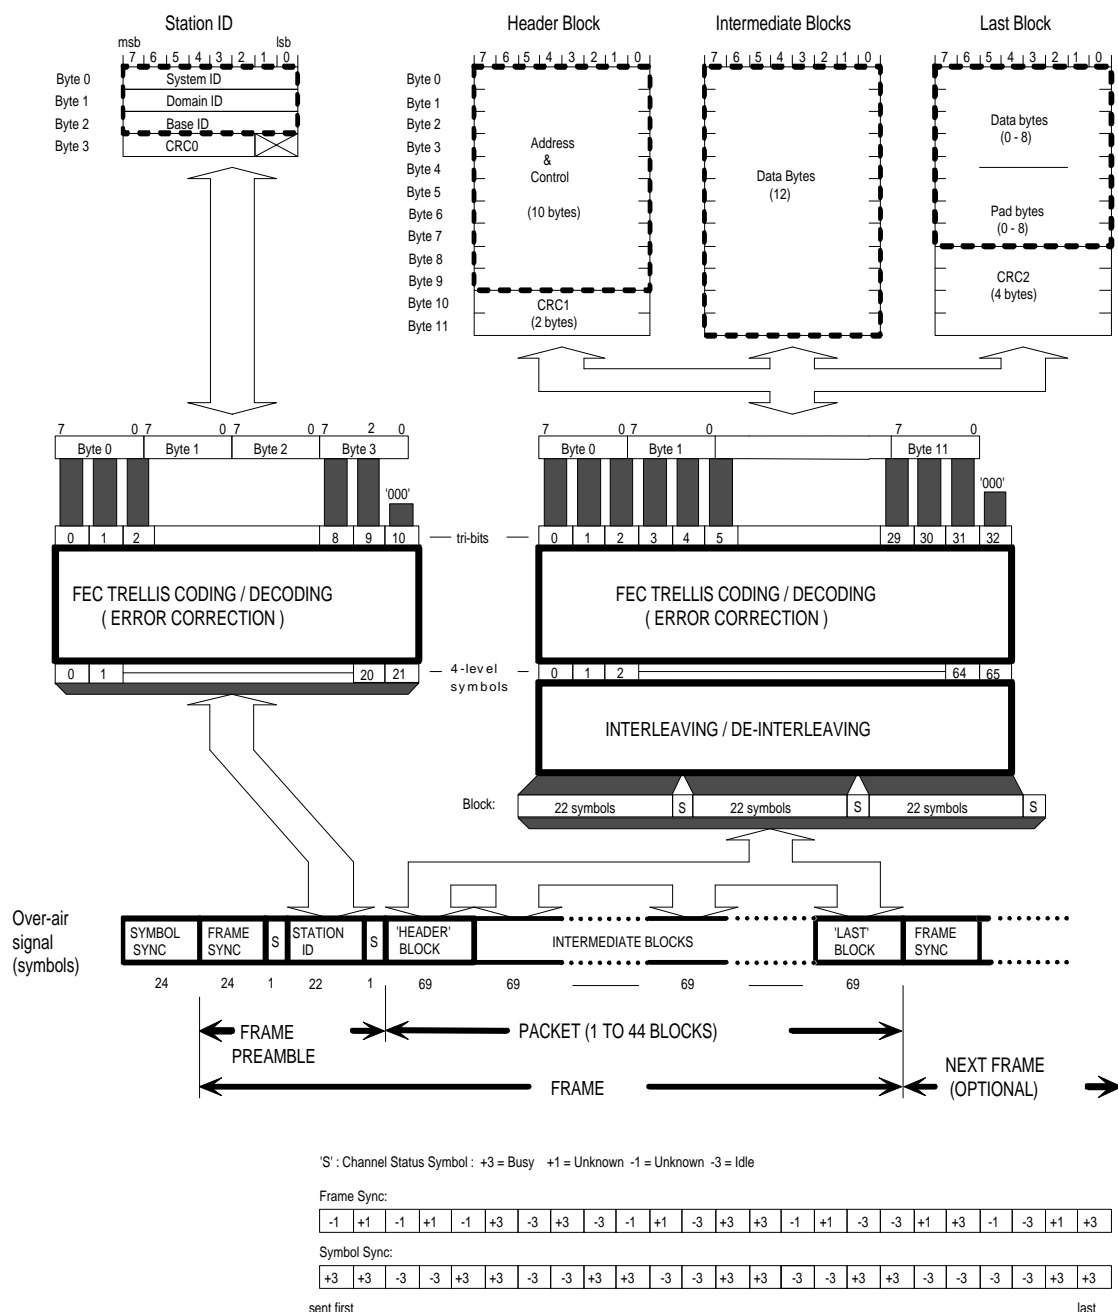 Station ID
Header Block
Intermediate Blocks
Last Block
msb lsb
7 6 5 4 3 2 1 0
7 6 5 4 3 2 1 0
7 6 5 4 3 2 1 0
7 6 5 4 3 2 1 0
Byte 0 System ID
Byte 1 Domain ID
Byte 2 Base ID
Byte 3 CRC0
Byte 0
Byte 1
Byte 2
Byte 3
Byte 4
Byte 5
Byte 6
Byte 7
Byte 8
Byte 9
Byte 10
Byte 11
Address
&
Control
(10 bytes)
CRC1
(2 bytes)
Data Bytes
(12)
Data bytes
(0 - 8)
Pad bytes
(0 - 8)
CRC2
(4 bytes)
7 0 7 0 7 0 7 2 0
Byte 0 Byte 1 Byte 2 Byte 3
'000'
0 1 2 8 9 10
tri-bits
7 0 7 0 7 0
Byte 0 Byte 1 Byte 11
'000'
0 1 2 3 4 5 29 30 31 32
FEC TRELLIS CODING / DECODING
( ERROR CORRECTION )
FEC TRELLIS CODING / DECODING
( ERROR CORRECTION )
0 1 20 21
4-level
symbols
0 1 2 64 65
INTERLEAVING / DE-INTERLEAVING
Block: 22 symbols S 22 symbols S 22 symbols S
Over-air
signal
(symbols)
SYMBOL
SYNC
FRAME
SYNC
S
STATION
ID
S
'HEADER'
BLOCK
INTERMEDIATE BLOCKS
'LAST'
BLOCK
FRAME
SYNC
24 24 1 22 1 69 69 69 69
FRAME
PREAMBLE
PACKET (1 TO 44 BLOCKS)
FRAME
NEXT FRAME
(OPTIONAL)
'S' : Channel Status Symbol : +3 = Busy +1 = Unknown -1 = Unknown -3 = Idle
Frame Sync:
-1 +1 -1 +1 -1 +3 -3 +3 -3 -1 +1 -3 +3 +3 -1 +1 -3 -3 +1 +3 -1 -3 +1 +3
Symbol Sync:
+3 +3 -3 -3 +3 +3 -3 -3 +3 +3 -3 -3 +3 +3 -3 -3 +3 +3 -3 -3 -3 -3 +3 +3
sent first last